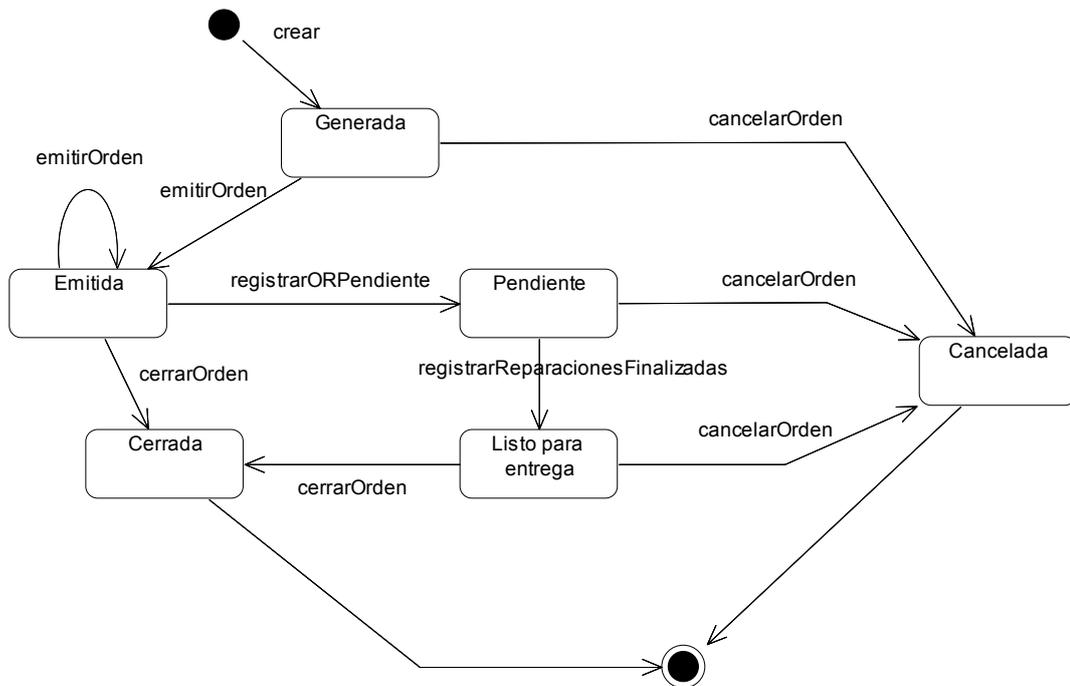 crear
Generada
cancelarOrden
emitirOrden
emitirOrden
Emitida
registrarORPendiente
Pendiente
cancelarOrden
Cancelada
registrarReparacionesFinalizadas
cerrarOrden
Cerrada
Listo para
entrega
cancelarOrden
cerrarOrden